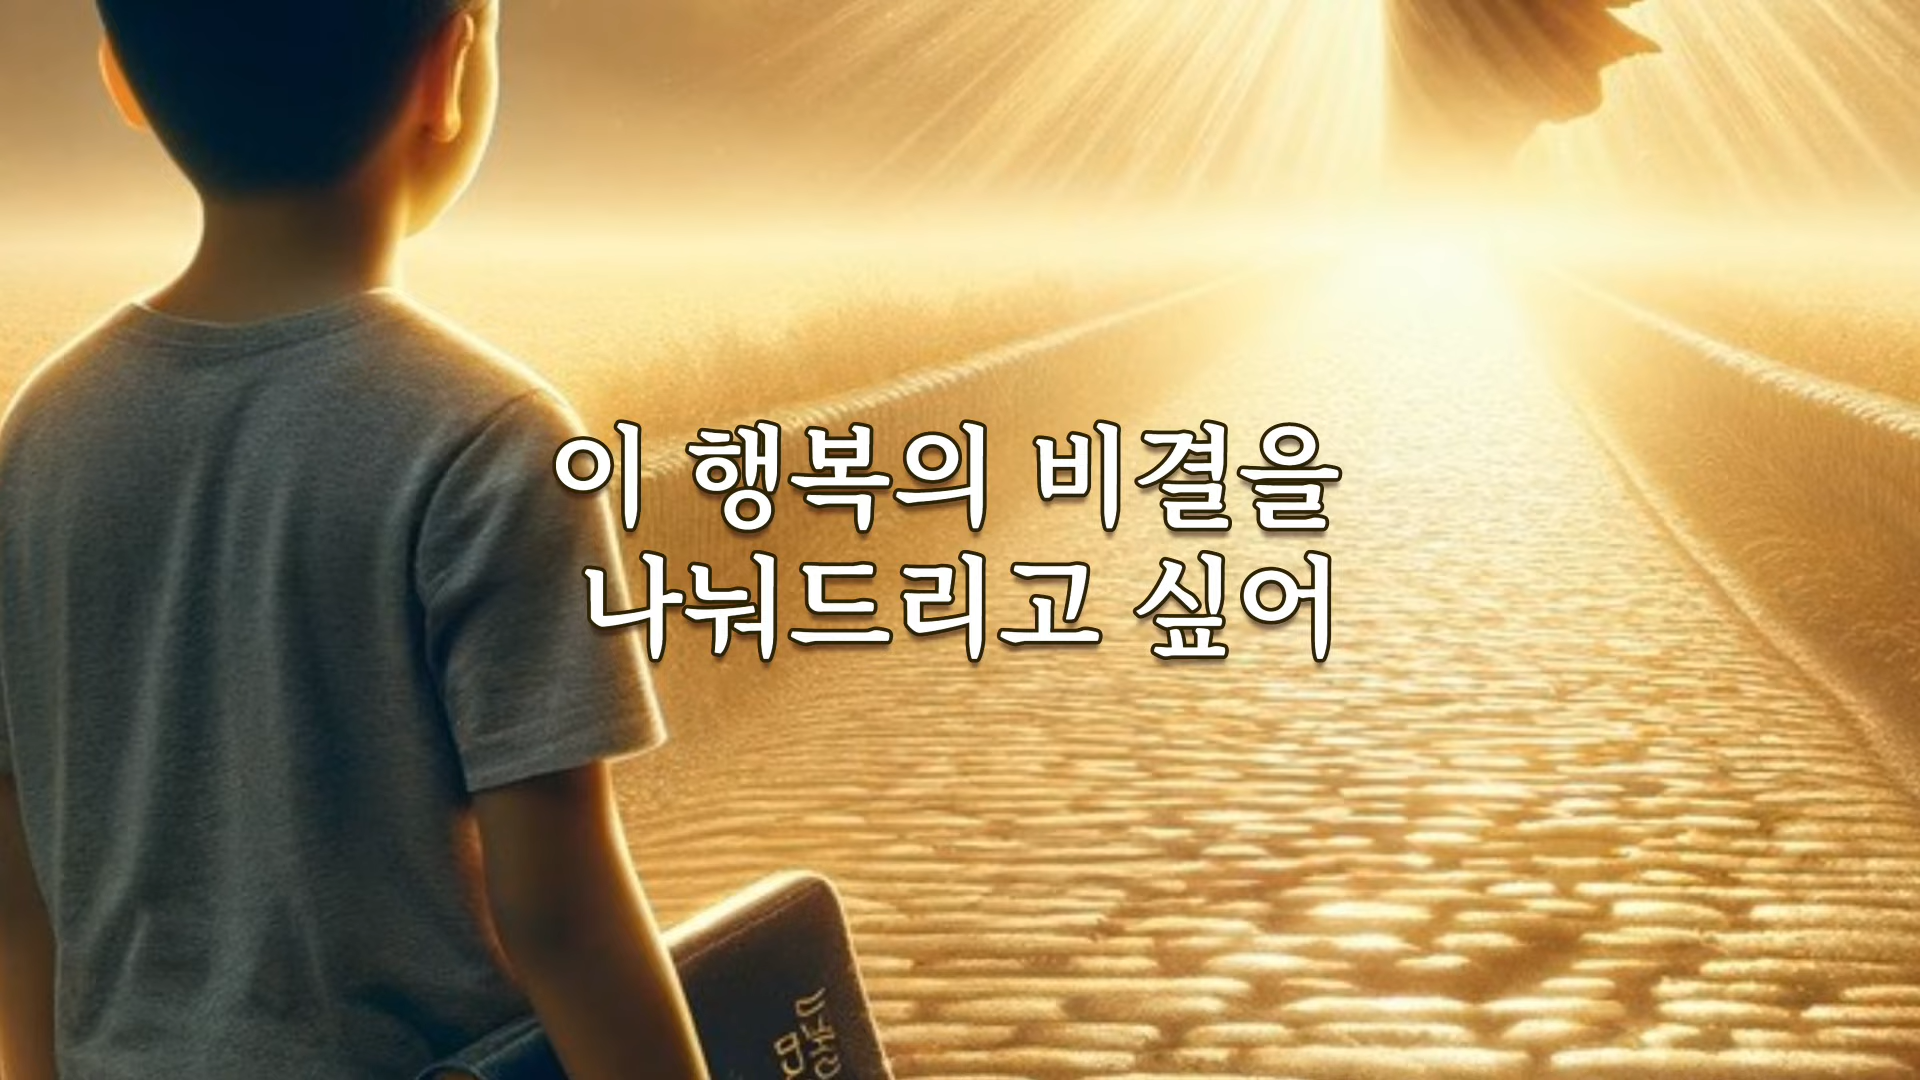 이 행복의 비결을
나눠드리고 싶어